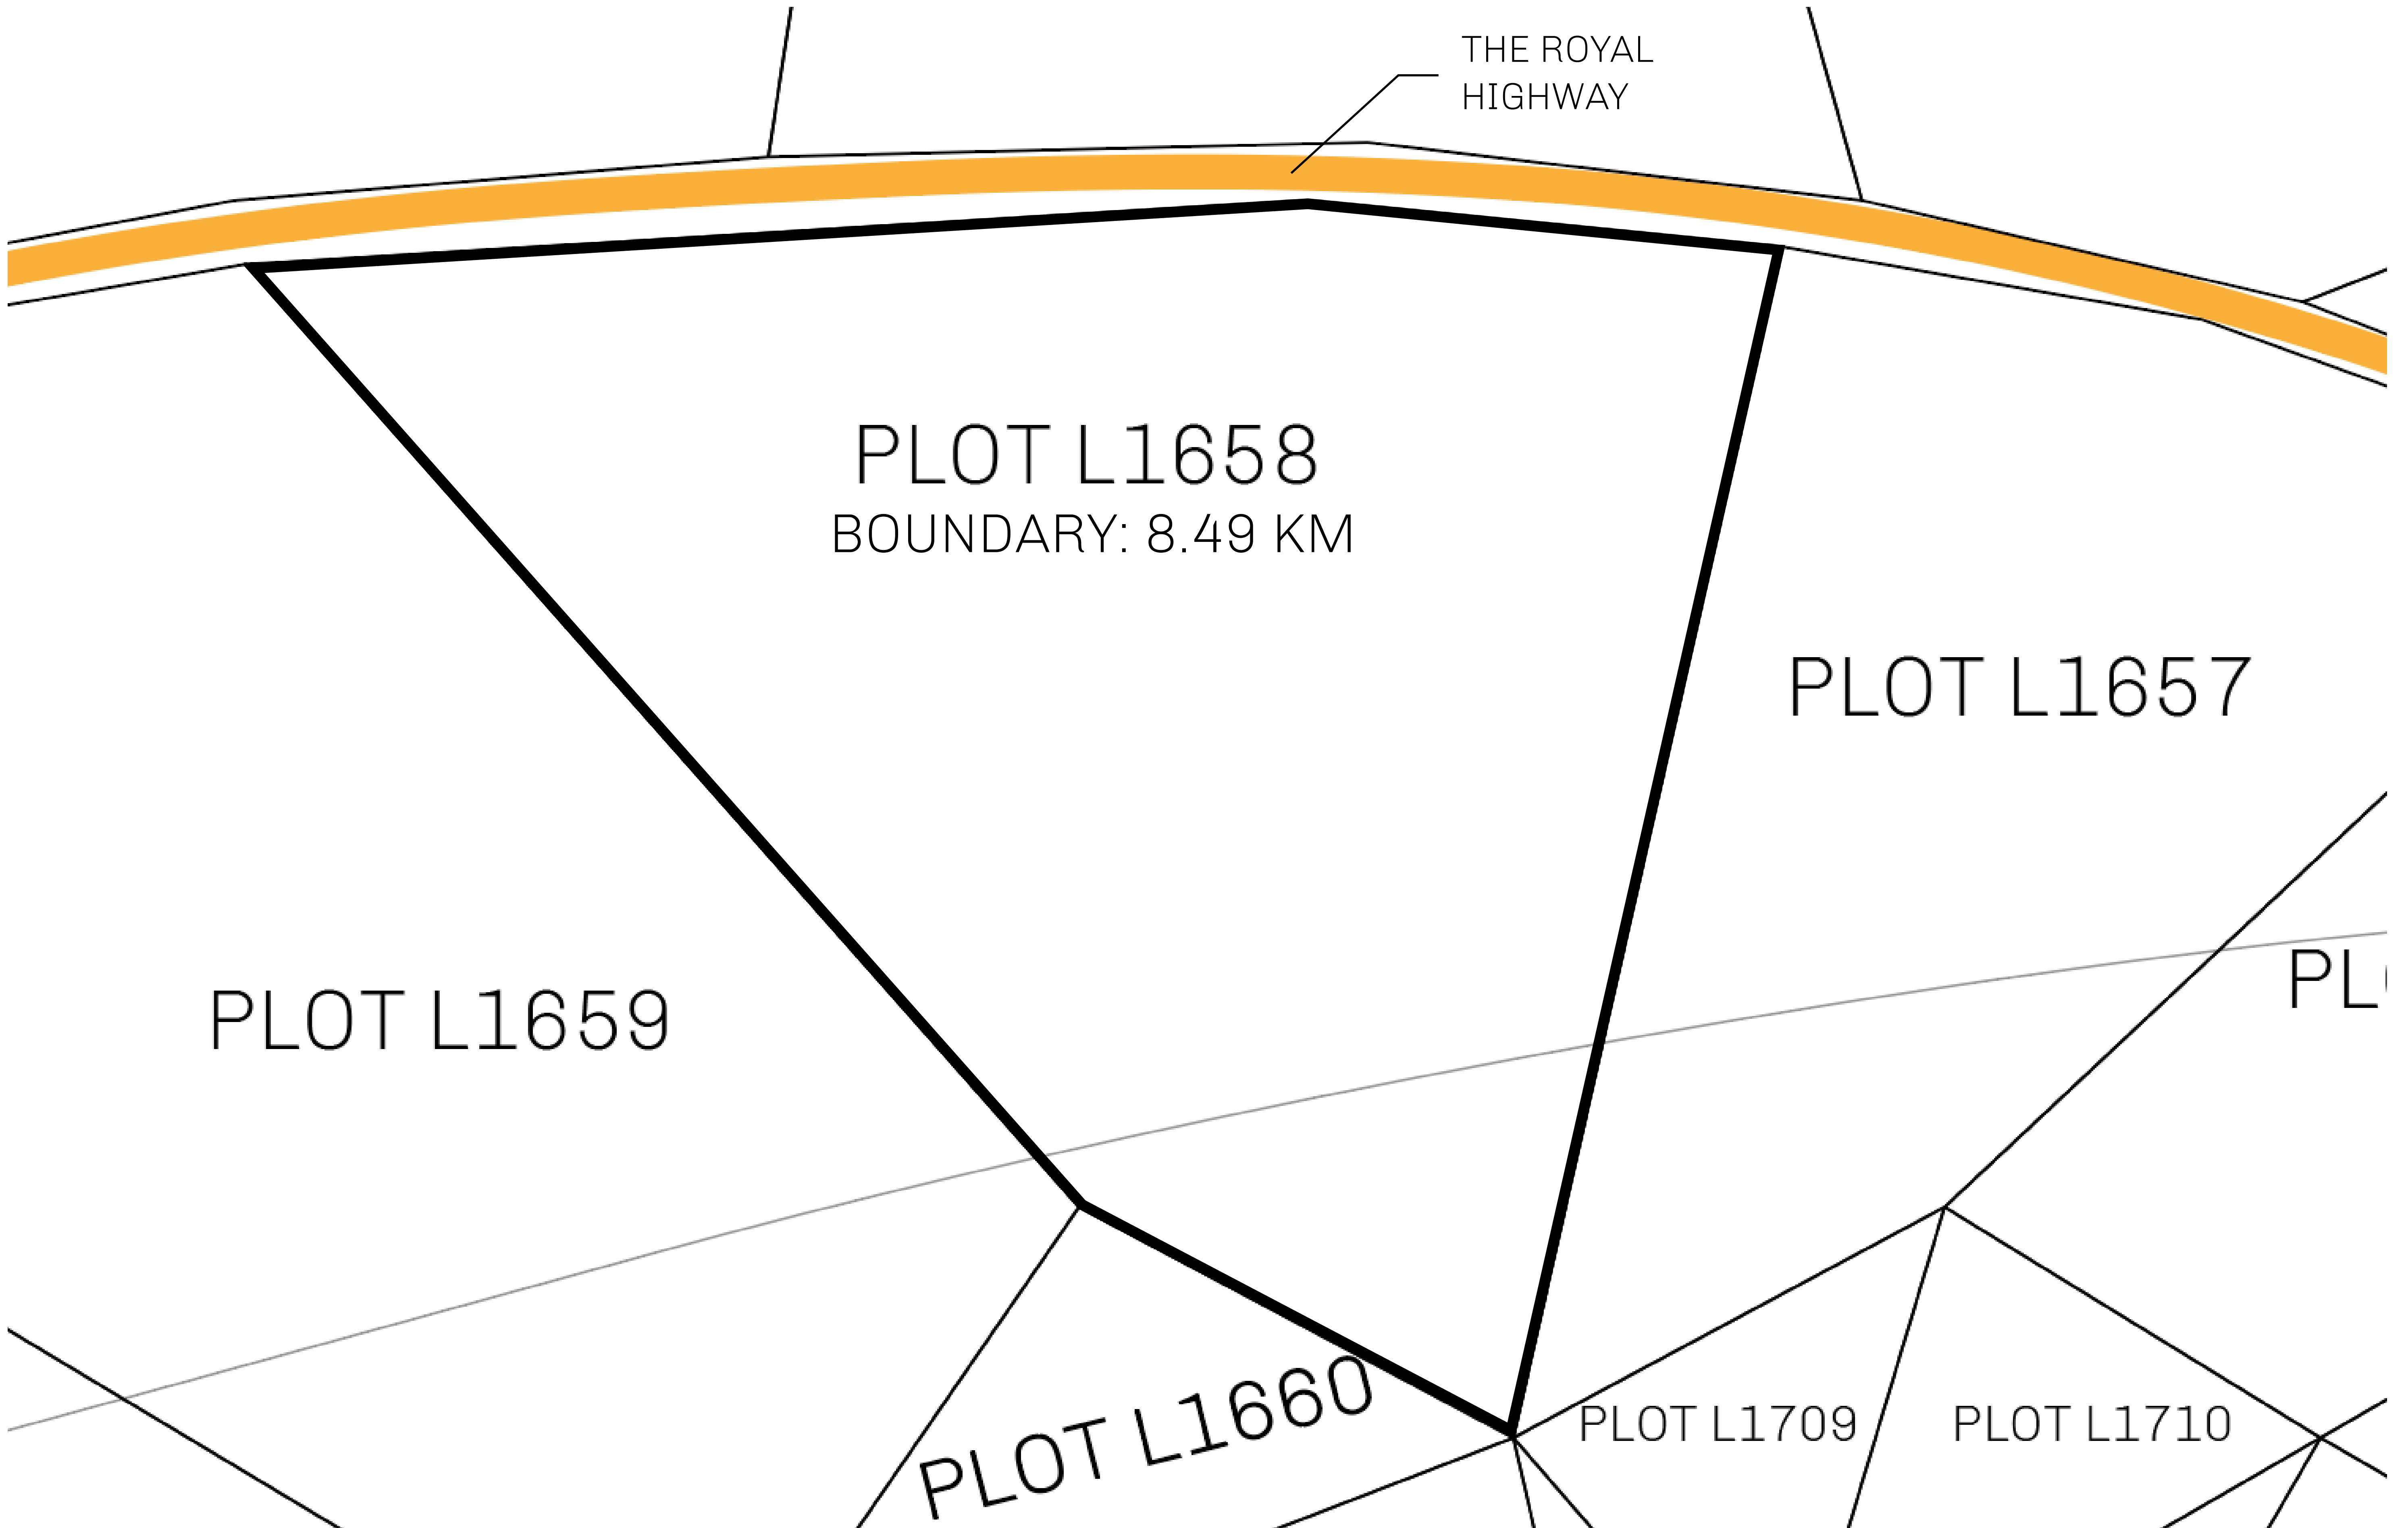 THE ROYAL
HIGHWAY
PLOT L1658
BOUNDARY: 8.49 KM
PLOT L1657
PLOT L1659
PLOT L1660
PLOT L1709
PLOT L1710